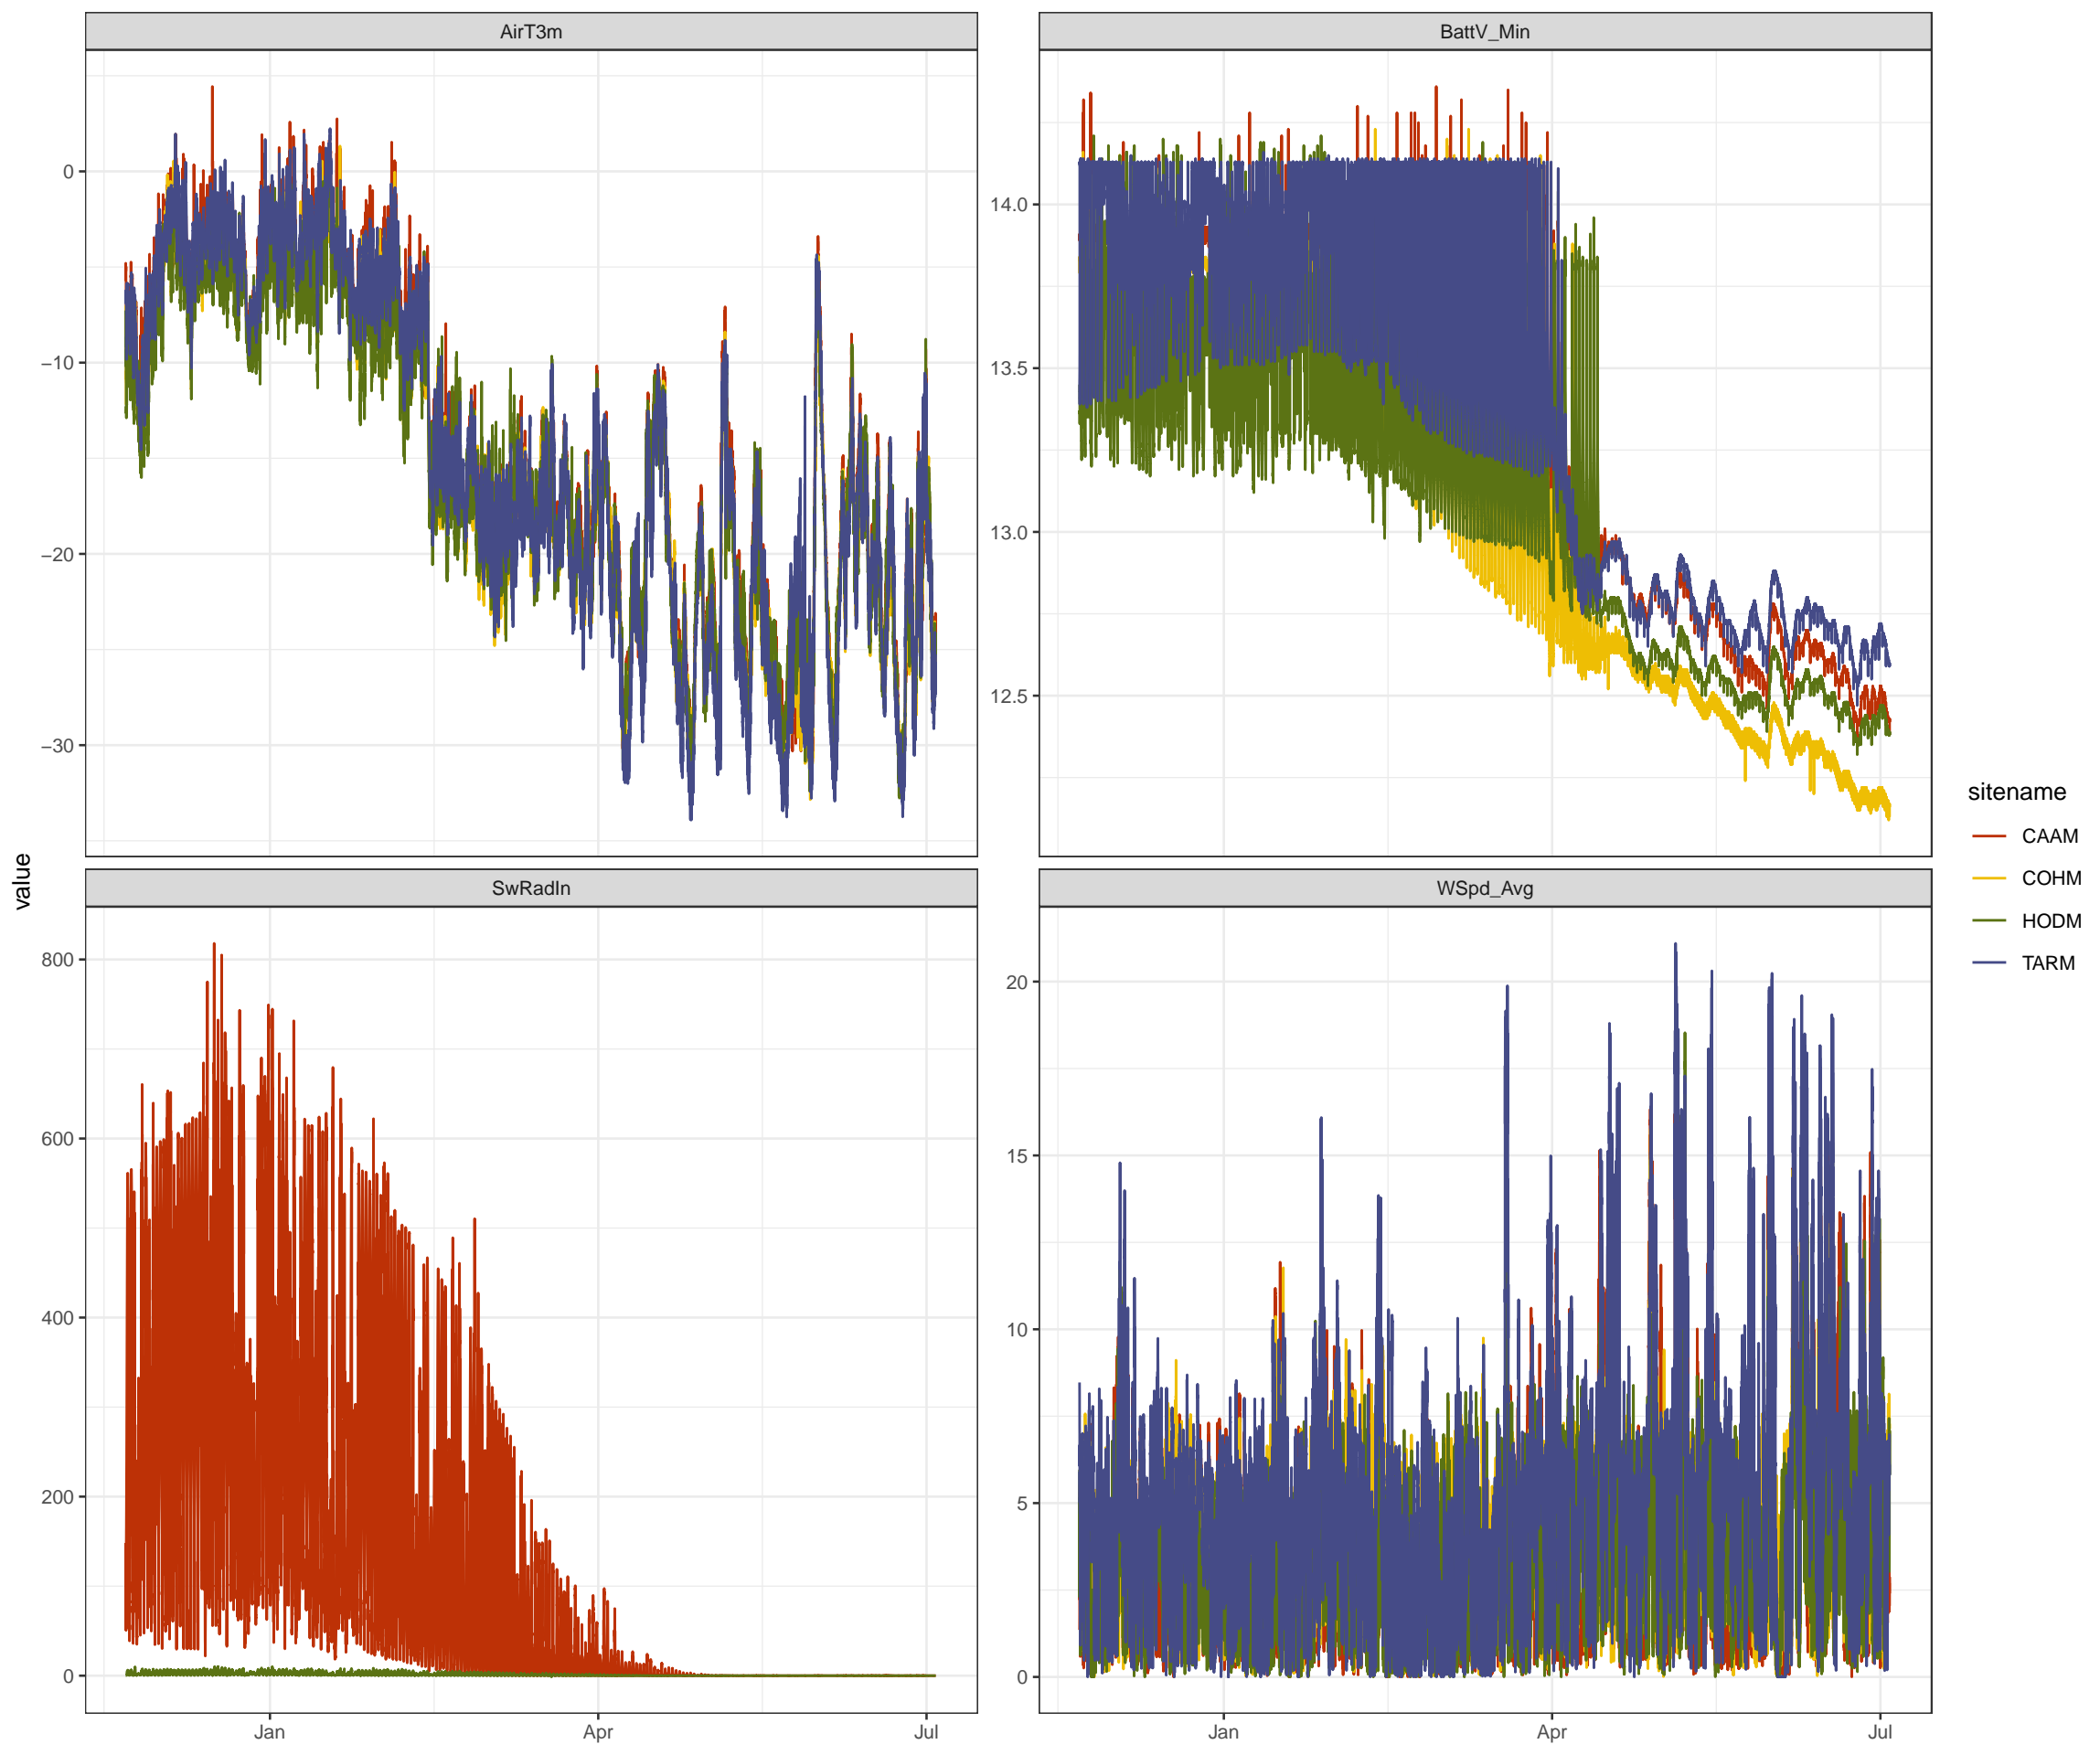 AirT3m
BattV_Min
0
−10
−20
−30
14.0
13.5
13.0
12.5
value
SwRadIn
WSpd_Avg
800
600
400
200
0
20
15
10
5
0
Jan
Apr
Jul
Jan
Apr
Jul
sitename
CAAM
COHM
HODM
TARM